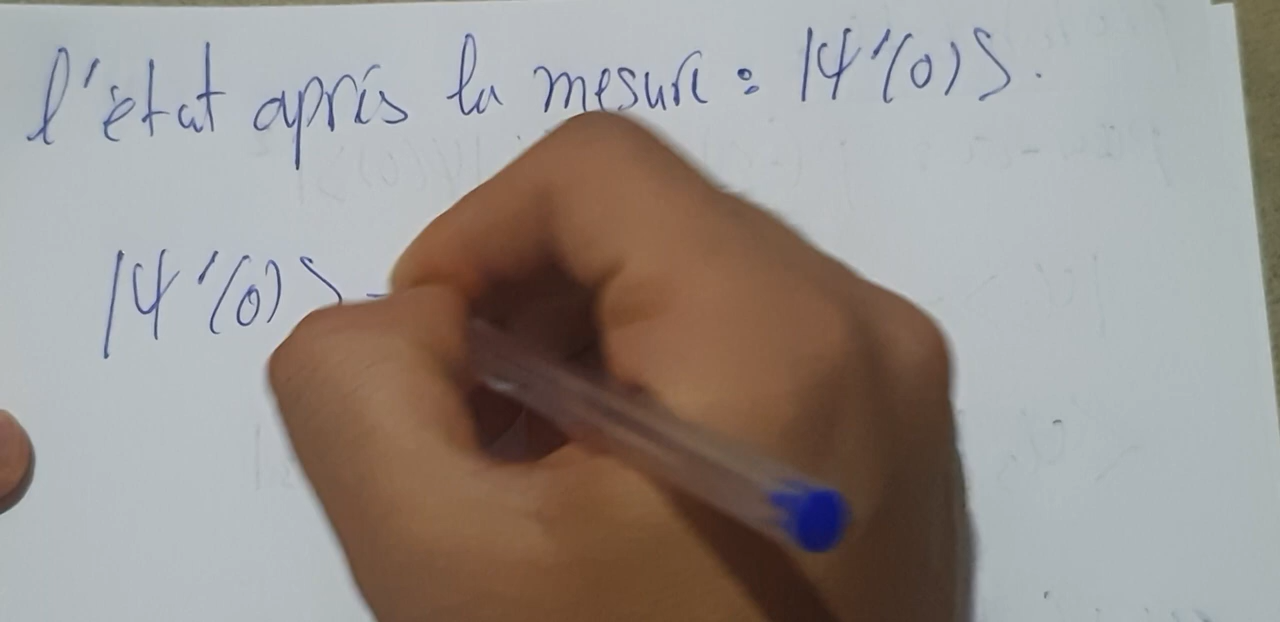 l'état après la mesure : |Ψ'(0)>.
|Ψ'(0)> -